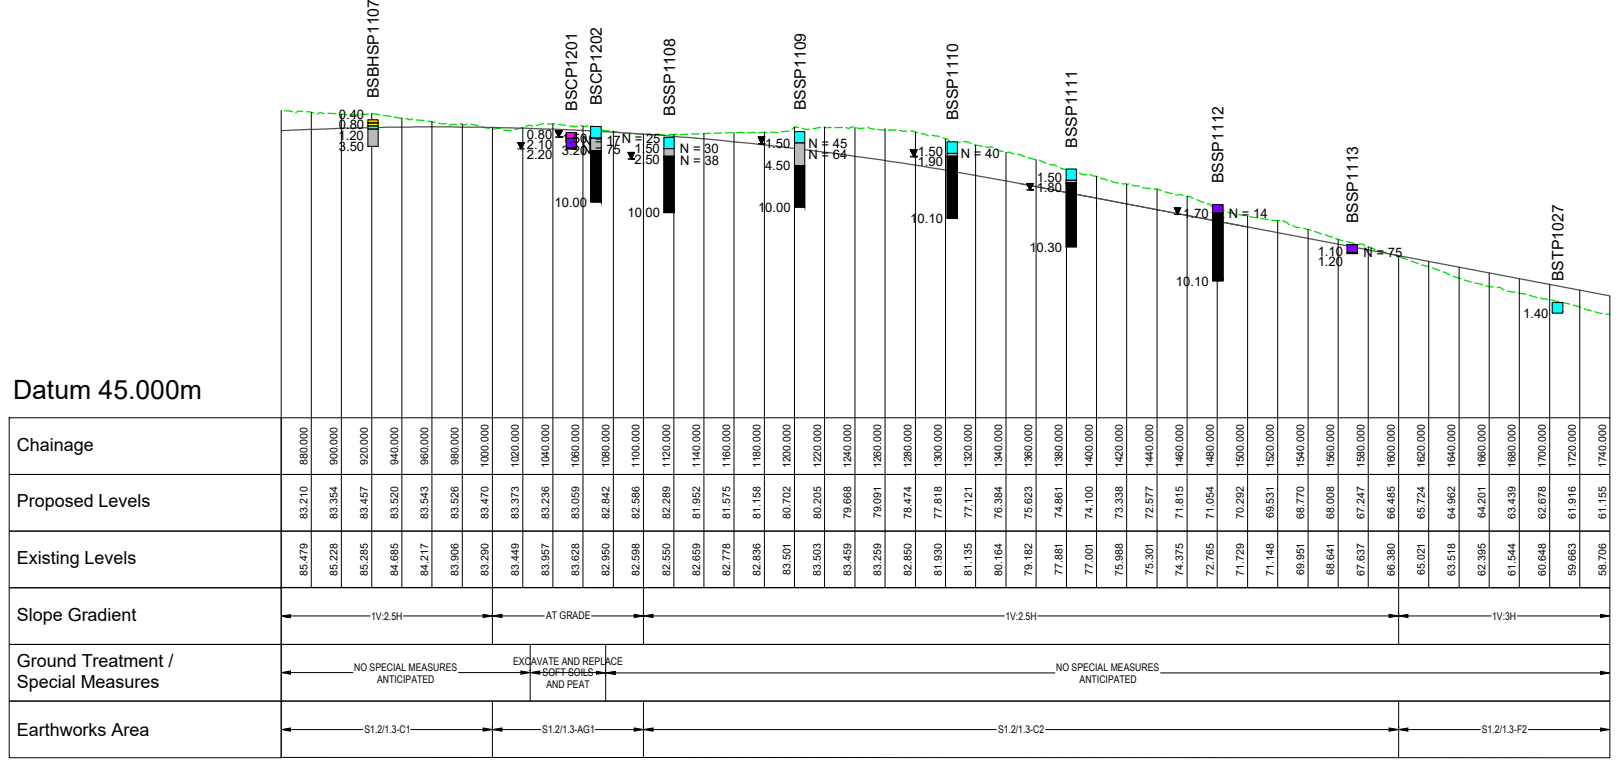 BSBHSP1107
BSCP1201
BSCP1202
BSSP1108
BSSP1109
BSSP1110
BSSP1111
BSSP1112
BSSP1113
BSTP1027
0.40
0.80
1.20
3.50
0.80
2.10
2.20
3.20
N = 17
N = 75
10.00
N = 25
1.50
2.50
N = 30
N = 38
10.00
1.50
4.50
N = 45
N = 64
10.00
1.50
1.90
N = 40
10.10
1.50
1.80
10.30
1.70
N = 14
10.10
1.10
1.20
N = 75
1.40
Datum 45.000m
Chainage 880.000 900.000 920.000 940.000 960.000 980.000 1000.000 1020.000 1040.000 1060.000 1080.000 1100.000 1120.000 1140.000 1160.000 1180.000 1200.000 1220.000 1240.000 1260.000 1280.000 1300.000 1320.000 1340.000 1360.000 1380.000 1400.000 1420.000 1440.000 1460.000 1480.000 1500.000 1520.000 1540.000 1560.000 1580.000 1600.000 1620.000 1640.000 1660.000 1680.000 1700.000 1720.000 1740.000
Proposed Levels 83.210 83.354 83.457 83.520 83.543 83.526 83.470 83.373 83.236 83.059 82.842 82.586 82.289 81.952 81.575 81.158 80.702 80.205 79.668 79.091 78.474 77.818 77.121 76.384 75.623 74.861 74.100 73.338 72.577 71.815 71.054 70.292 69.531 68.770 68.008 67.247 66.485 65.724 64.962 64.201 63.439 62.678 61.916 61.155
Existing Levels 85.479 85.228 85.285 84.685 84.217 83.906 83.290 83.449 83.957 83.628 82.950 82.598 82.550 82.659 82.778 82.836 83.501 83.503 83.459 83.259 82.850 81.930 81.135 80.164 79.182 77.881 77.001 75.988 75.301 74.375 72.765 71.729 71.148 69.951 68.641 67.637 66.380 65.021 63.518 62.395 61.544 60.648 59.663 58.706
Slope Gradient 1V:2.5H AT GRADE 1V:2.5H 1V:3H
Ground Treatment /
Special Measures
NO SPECIAL MEASURES
ANTICIPATED
EXCAVATE AND REPLACE
SOFT SOILS
AND PEAT
NO SPECIAL MEASURES
ANTICIPATED
Earthworks Area S1.2/1.3-C1 S1.2/1.3-AG1 S1.2/1.3-C2 S1.2/1.3-F2